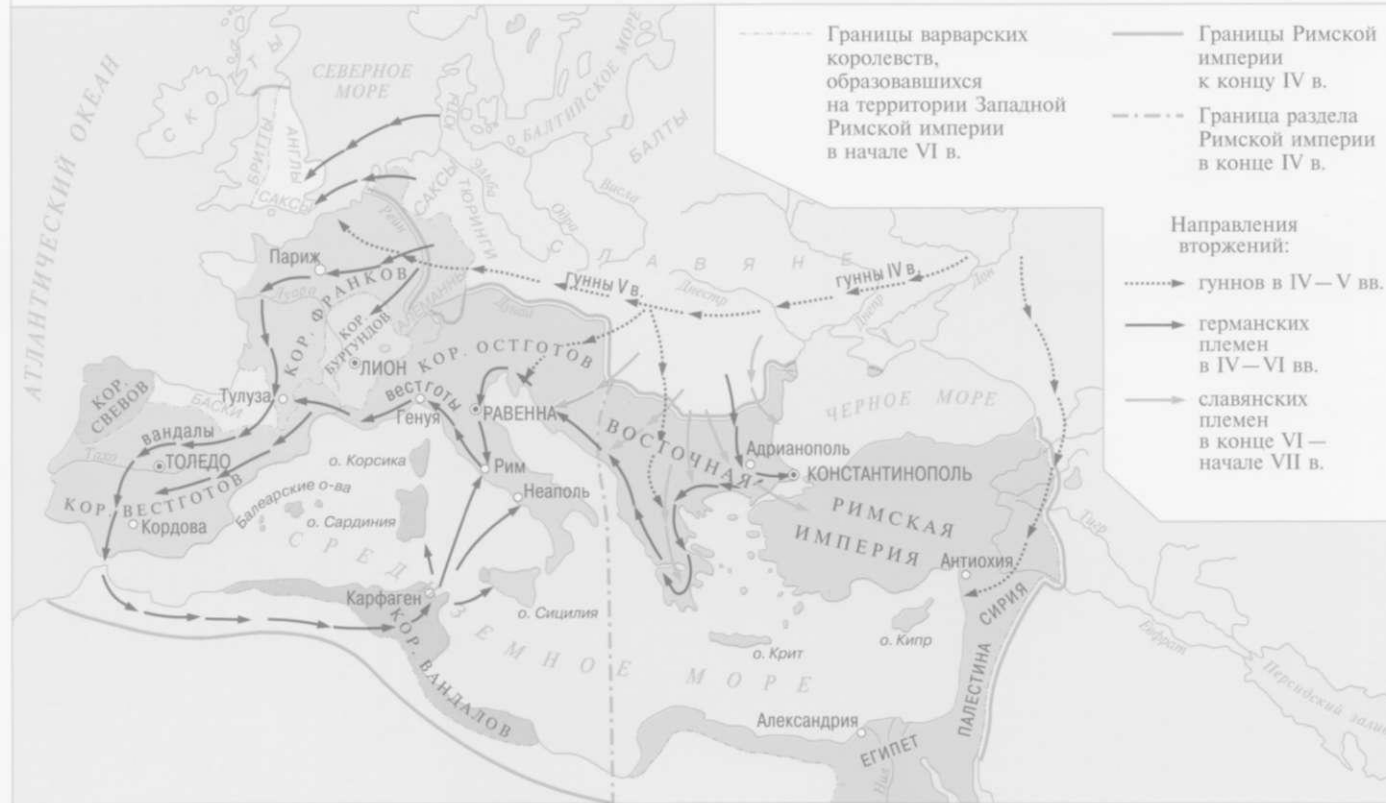 Границы варварских
королевств,
образовавшихся
на территории Западной
Римской империи
в начале VI в.
Границы Римской
империи
к концу IV в.
Граница раздела
Римской империи
в конце IV в.
Направления
вторжений:
гуннов в IV — V вв.
германских
племен
в IV — VI вв.
славянских
племен
в конце VI —
начале VII в.
АТЛАНТИЧЕСКИЙ ОКЕАН
СЕВЕРНОЕ
МОРЕ
БАЛТИЙСКОЕ МОРЕ
СКОТТЫ
БРИТЫ
АНГЛЫ
САКСЫ
ЮТЫ
САКСЫ
ТЮРИНГИ
БАЛТЫ
СЛАВЯНЕ
Эльба
Одра
Висла
Рейн
Днестр
Днепр
Дон
гунны V в.
гунны IV в.
Париж
Луара
КОР. ФРАНКОВ
АЛЕМАННЫ
КОР.
БУРГУНДОВ
ЛИОН
Дунай
КОР. ОСТГОТОВ
КОР.
СВЕВОВ
БАСКИ
Тулуза
вестготы
Генуя
РАВЕННА
вандалы
Тахо
ТОЛЕДО
КОР. ВЕСТГОТОВ
Кордова
Балеарские о-ва
о. Корсика
о. Сардиния
Рим
Неаполь
ЧЕРНОЕ МОРЕ
Адрианополь
КОНСТАНТИНОПОЛЬ
ВОСТОЧНАЯ
РИМСКАЯ
ИМПЕРИЯ
Антиохия
СИРИЯ
Тигр
Евфрат
Персидский залив
Карфаген
КОР. ВАНДАЛОВ
о. Сицилия
о. Крит
о. Кипр
СРЕДИЗЕМНОЕ МОРЕ
ПАЛЕСТИНА
Александрия
ЕГИПЕТ
Нил